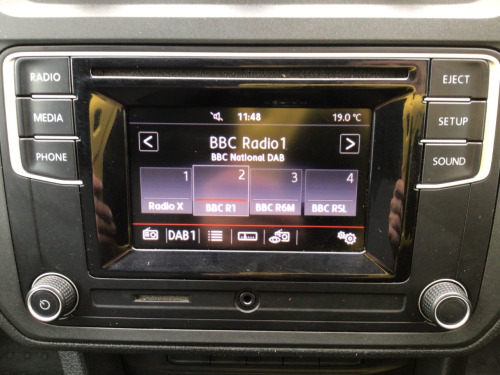 RADIO
MEDIA
PHONE
EJECT
SETUP
SOUND
11:48 19.0 °C
< BBC Radio1 >
BBC National DAB
1 2 3 4
Radio X BBC R1 BBC R6M BBC R5L
DAB1